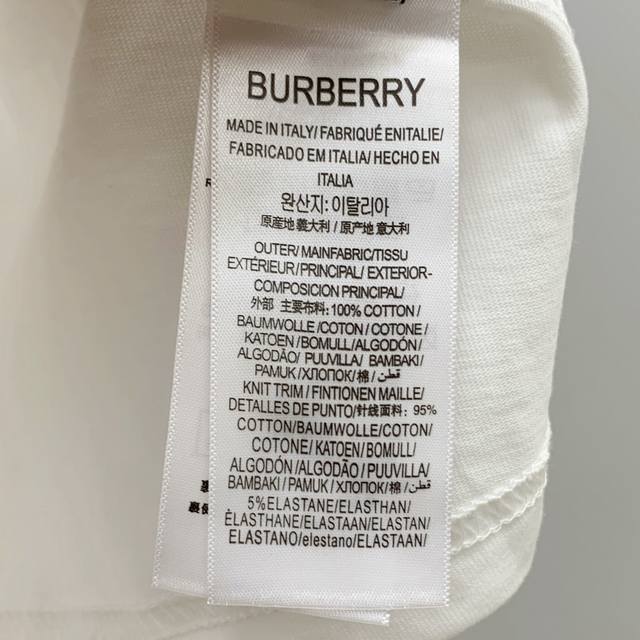 BURBERRY
MADE IN ITALY/ FABRIQUÉ ENITALIE/
FABRICADO EM ITALIA/ HECHO EN
ITALIA
완산지: 이탈리아
原産地 義大利 / 原产地 意大利
OUTER/ MAINFABRIC/TISSU
EXTÉRIEUR/PRINCIPAL/ EXTERIOR-
COMPOSICION PRINCIPAL/
外部 主要布料: 100% COTTON/
BAUMWOLLE/COTON/COTONE/
KATOEN/BOMULL/ALGODÓN/
ALGODÃO/ PUUVILLA/ BAMBAKI/
PAMUK/ХЛОПОК/棉/قطن/
KNIT TRIM/FINTIONEN MAILLE/
DETALLES DE PUNTO/针线面料: 95%
COTTON/BAUMWOLLE/COTON/
COTONE/ KATOEN/BOMULL/
ALGODÓN/ALGODÃO/PUUVILLA/
BAMBAKI/PAMUK/ХЛОПОК/棉/قطن/
5%ELASTANE/ELASTHAN/
ÉLASTHANE/ELASTAAN/ELASTAN/
ELASTANO/elestano/ELASTAAN/